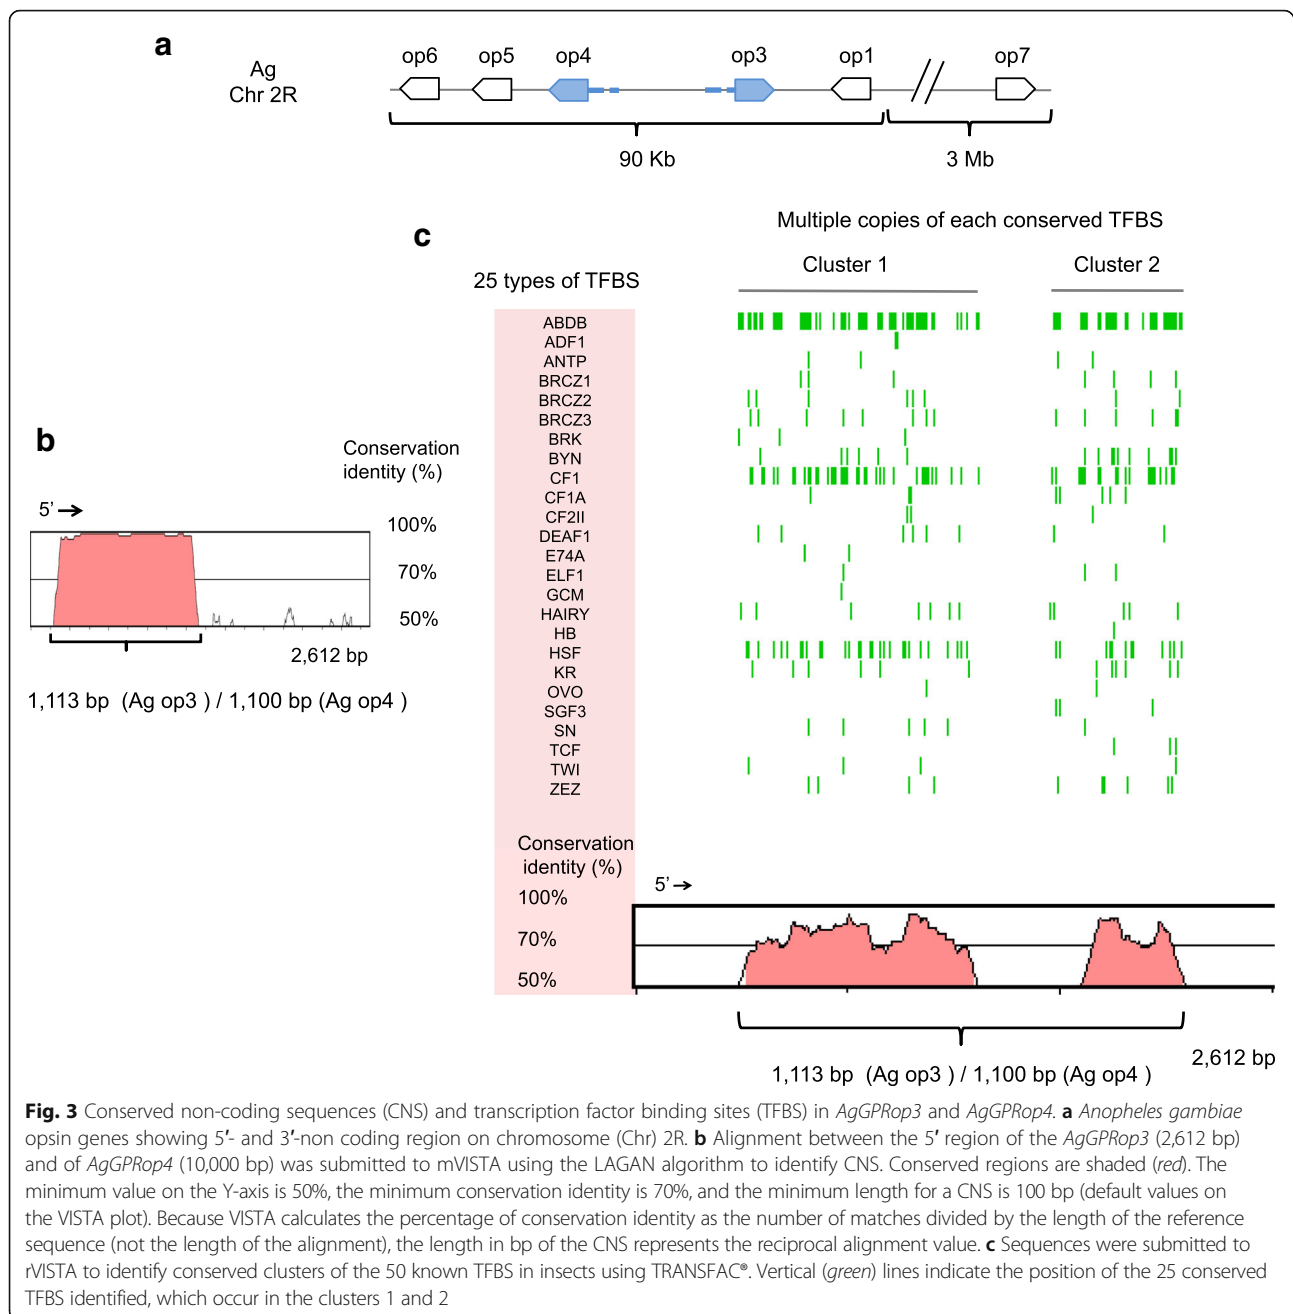 a
Ag
Chr 2R
op6 op5 op4 op3 op1 op7
90 Kb 3 Mb
c
Multiple copies of each conserved TFBS
Cluster 1 Cluster 2
25 types of TFBS
ABDB
ADF1
ANTP
BRCZ1
BRCZ2
BRCZ3
BRK
BYN
CF1
CF1A
CF2II
DEAF1
E74A
ELF1
GCM
HAIRY
HB
HSF
KR
OVO
SGF3
SN
TCF
TWI
ZEZ
b
Conservation
identity (%)
5’
100%
70%
50%
2,612 bp
1,113 bp (Ag op3 ) / 1,100 bp (Ag op4 )
Conservation
identity (%)
5’
100%
70%
50%
2,612 bp
1,113 bp (Ag op3 ) / 1,100 bp (Ag op4 )
Fig. 3 Conserved non-coding sequences (CNS) and transcription factor binding sites (TFBS) in AgGPRop3 and AgGPRop4. a Anopheles gambiae
opsin genes showing 5′- and 3′-non coding region on chromosome (Chr) 2R. b Alignment between the 5′ region of the AgGPRop3 (2,612 bp)
and of AgGPRop4 (10,000 bp) was submitted to mVISTA using the LAGAN algorithm to identify CNS. Conserved regions are shaded (red). The
minimum value on the Y-axis is 50%, the minimum conservation identity is 70%, and the minimum length for a CNS is 100 bp (default values on
the VISTA plot). Because VISTA calculates the percentage of conservation identity as the number of matches divided by the length of the reference
sequence (not the length of the alignment), the length in bp of the CNS represents the reciprocal alignment value. c Sequences were submitted to
rVISTA to identify conserved clusters of the 50 known TFBS in insects using TRANSFAC®. Vertical (green) lines indicate the position of the 25 conserved
TFBS identified, which occur in the clusters 1 and 2